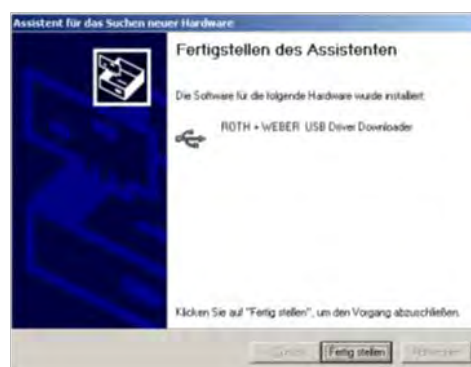 Assistent für das Suchen neuer Hardware
Fertigstellen des Assistenten
Die Software für die folgende Hardware wurde installiert:
ROTH + WEBER USB Driver Downloader
Klicken Sie auf "Fertig stellen", um den Vorgang abzuschließen.
Fertig stellen